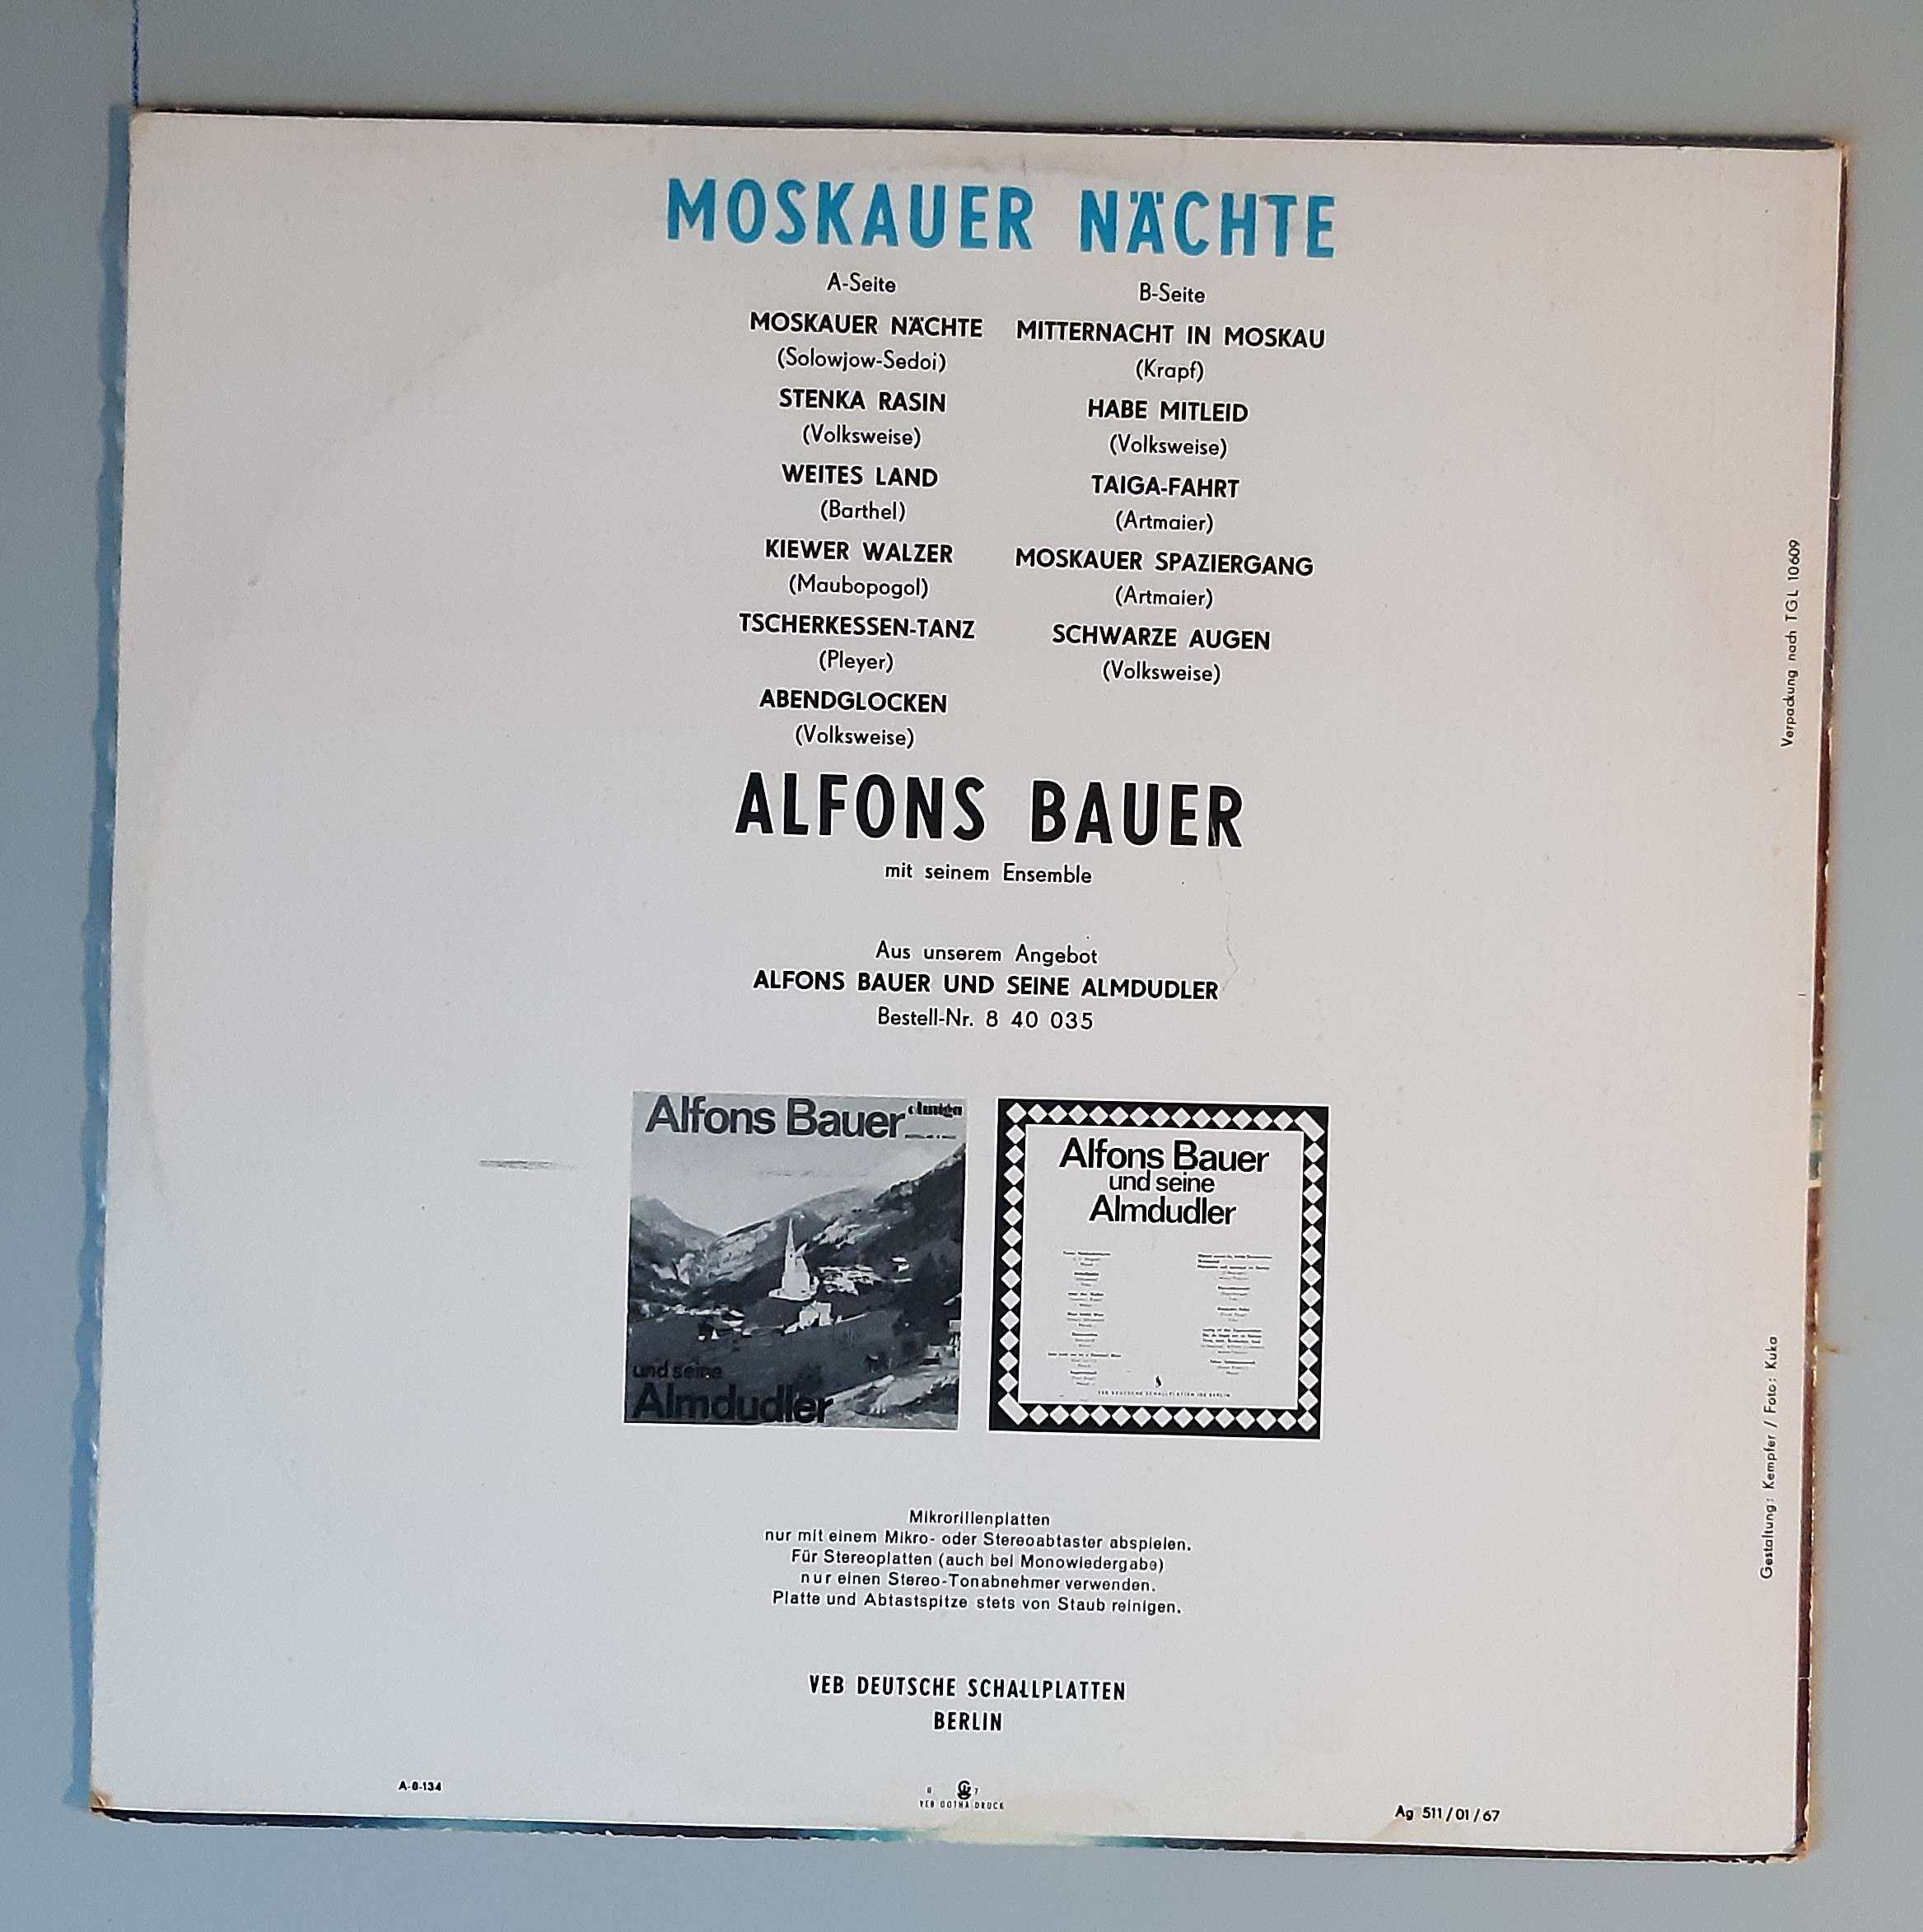 MOSKAUER NÄCHTE
A-Seite
MOSKAUER NÄCHTE
(Solowjow-Sedoi)
STENKA RASIN
(Volksweise)
WEITES LAND
(Barthel)
KIEWER WALZER
(Maubopogol)
TSCHERKESSEN-TANZ
(Pleyer)
ABENDGLOCKEN
(Volksweise)
B-Seite
MITTERNACHT IN MOSKAU
(Krapf)
HABE MITLEID
(Volksweise)
TAIGA-FAHRT
(Artmaier)
MOSKAUER SPAZIERGANG
(Artmaier)
SCHWARZE AUGEN
(Volksweise)
ALFONS BAUER
mit seinem Ensemble
Aus unserem Angebot
ALFONS BAUER UND SEINE ALMDUDLER
Bestell-Nr. 8 40 035
Alfons Bauer
amiga
und seine
Almdudler
Alfons Bauer
und seine
Almdudler
VEB DEUTSCHE SCHALLPLATTEN BERLIN
Mikrorillenplatten
nur mit einem Mikro- oder Stereoabtaster abspielen.
Für Stereoplatten (auch bei Monowiedergabe)
nur einen Stereo-Tonabnehmer verwenden.
Platte und Abtastspitze stets von Staub reinigen.
VEB DEUTSCHE SCHALLPLATTEN
BERLIN
A-8-134
VEB GOTHA DRUCK
Ag 511/01/67
Verpackung nach TGL 10609
Gestaltung: Kempfer / Foto: Kuka